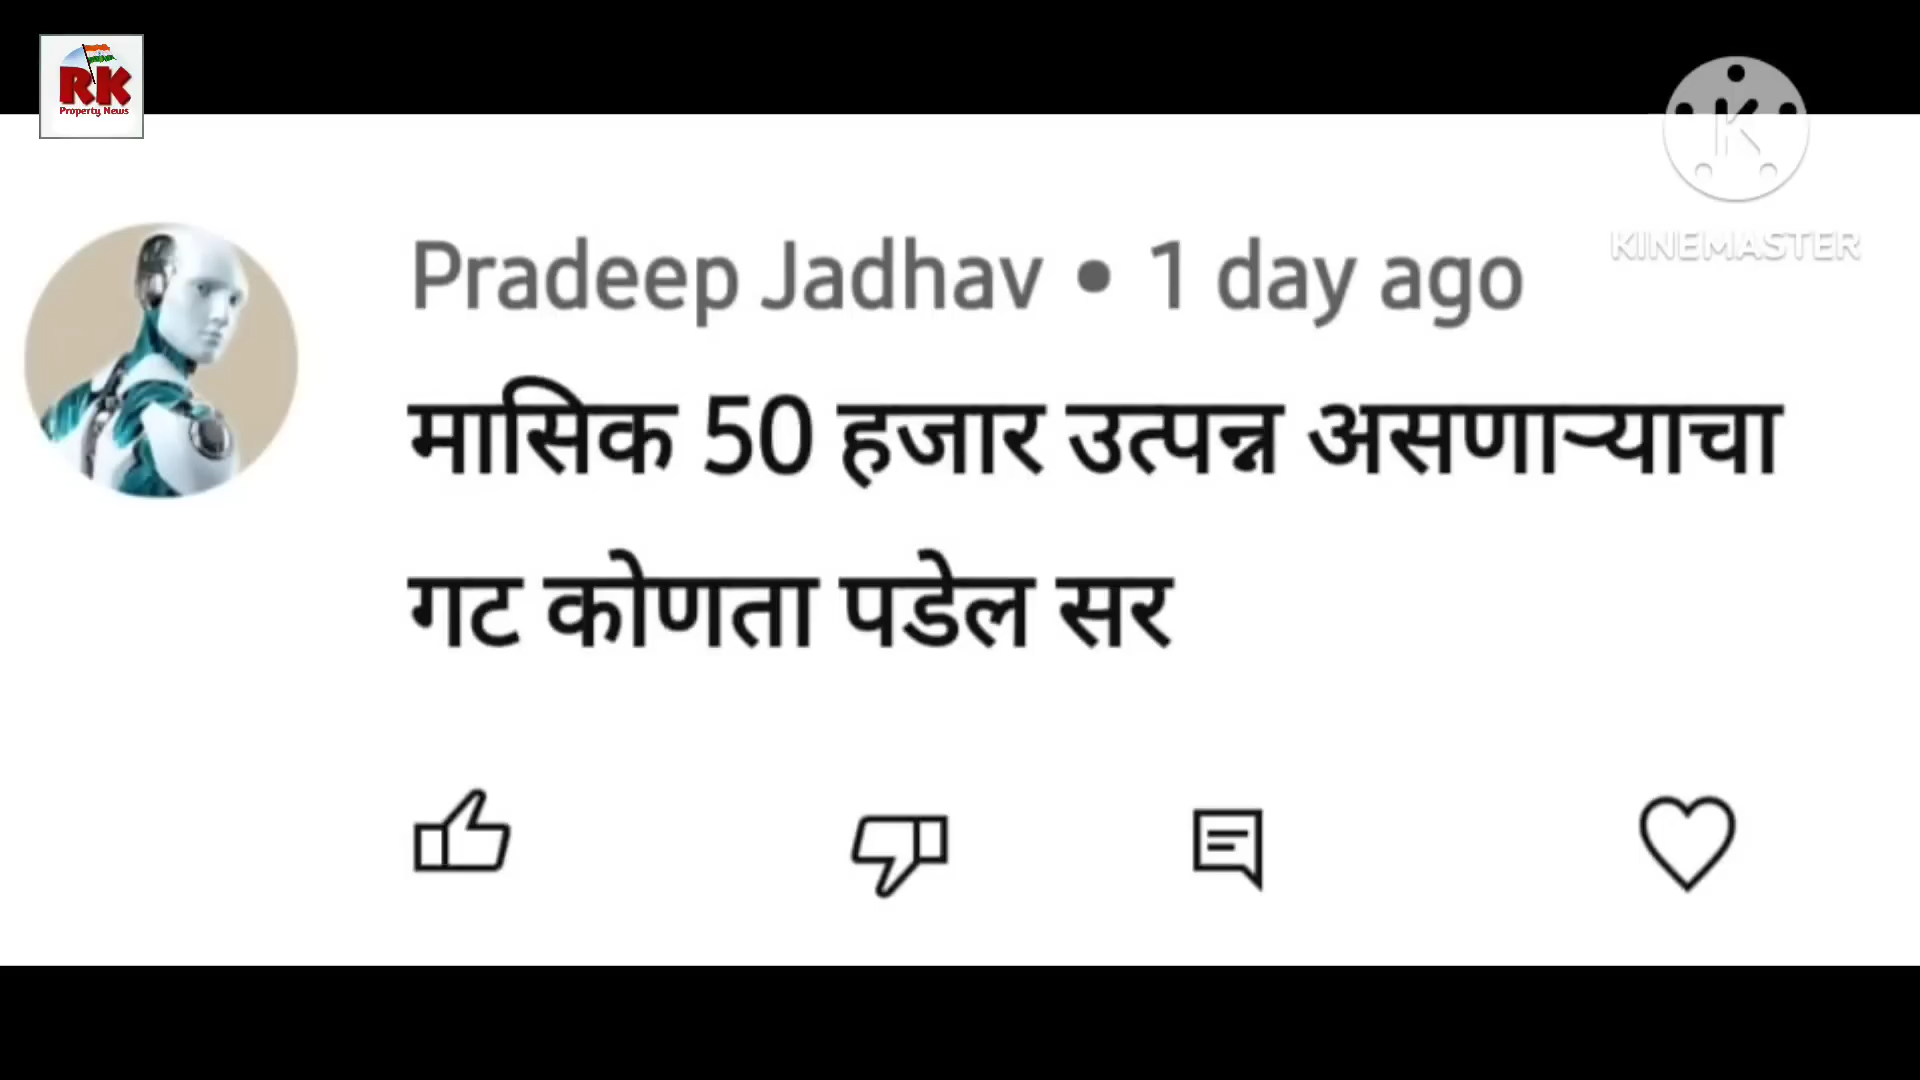 RK
Property News
KINEMASTER
Pradeep Jadhav • 1 day ago
मासिक 50 हजार उत्पन्न असणाऱ्याचा
गट कोणता पडेल सर